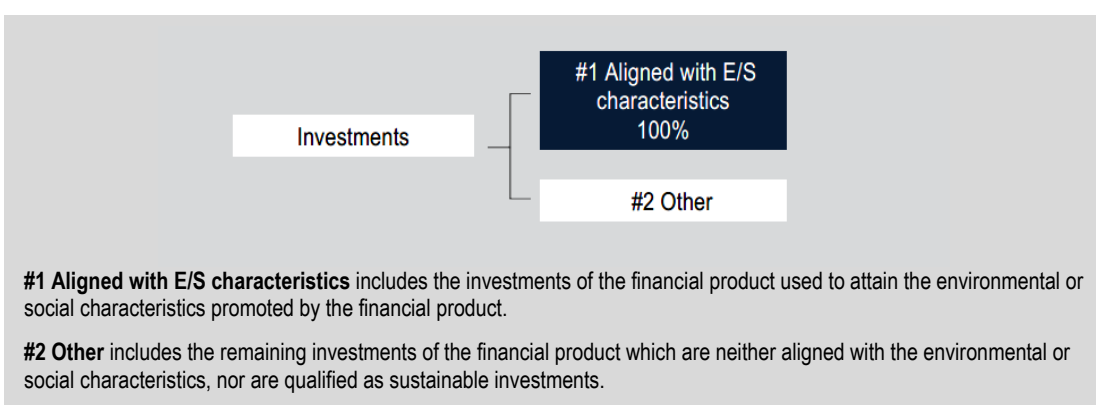 #1 Aligned with E/S
characteristics
100%
Investments
#2 Other
#1 Aligned with E/S characteristics includes the investments of the financial product used to attain the environmental or
social characteristics promoted by the financial product.
#2 Other includes the remaining investments of the financial product which are neither aligned with the environmental or
social characteristics, nor are qualified as sustainable investments.